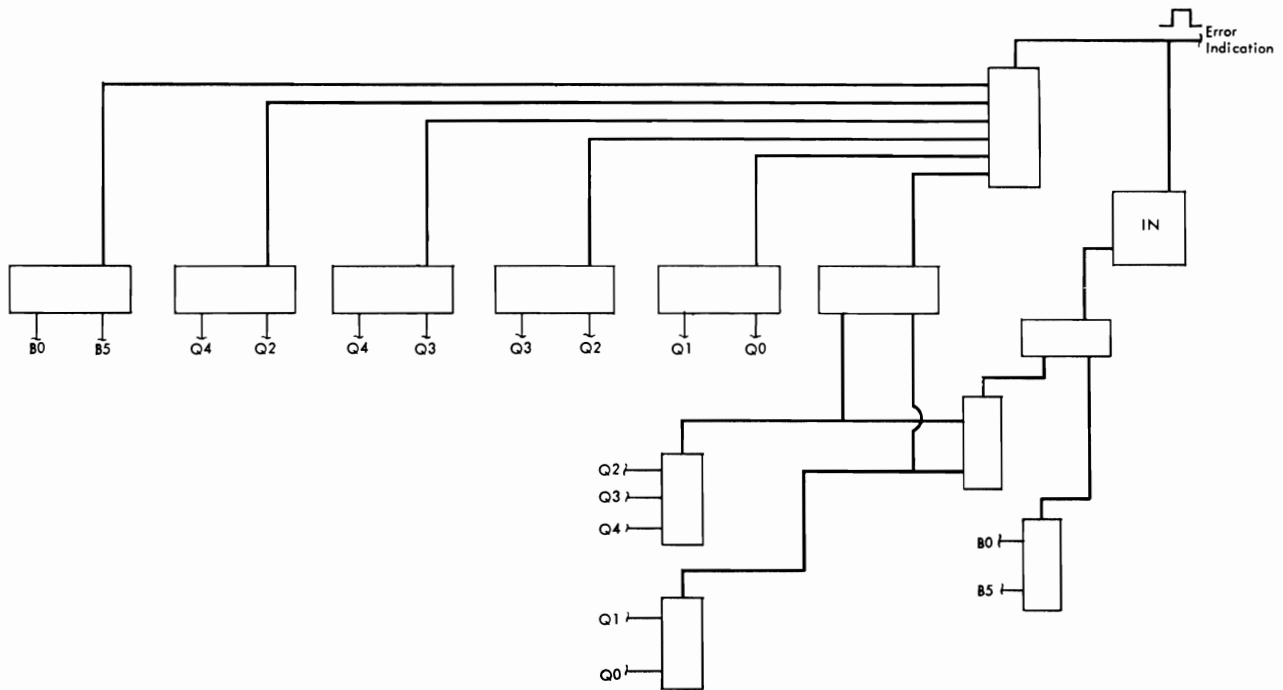 Error
Indication
IN
B0 B5 Q4 Q2 Q4 Q3 Q3 Q2 Q1 Q0
Q2
Q3
Q4
B0
B5
Q1
Q0